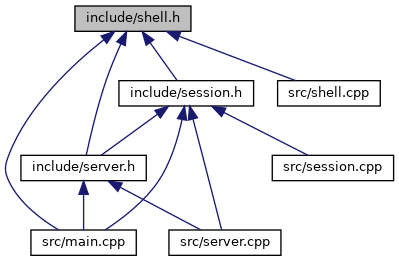 include/shell.h
include/session.h
src/shell.cpp
include/server.h
src/session.cpp
src/main.cpp
src/server.cpp